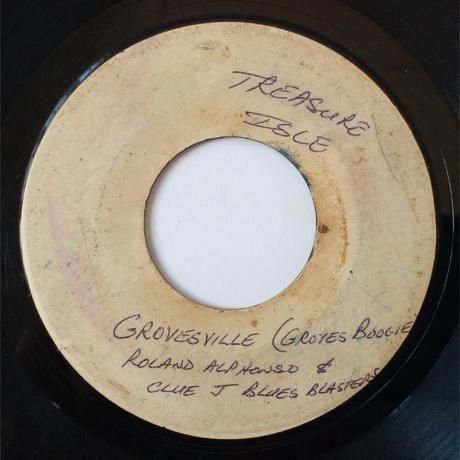 TREASURE
ISLE
GROVESVILLE (GROVES BOOGIE
ROLAND ALPHONSO &
CLUE J BLUES BLASTERS